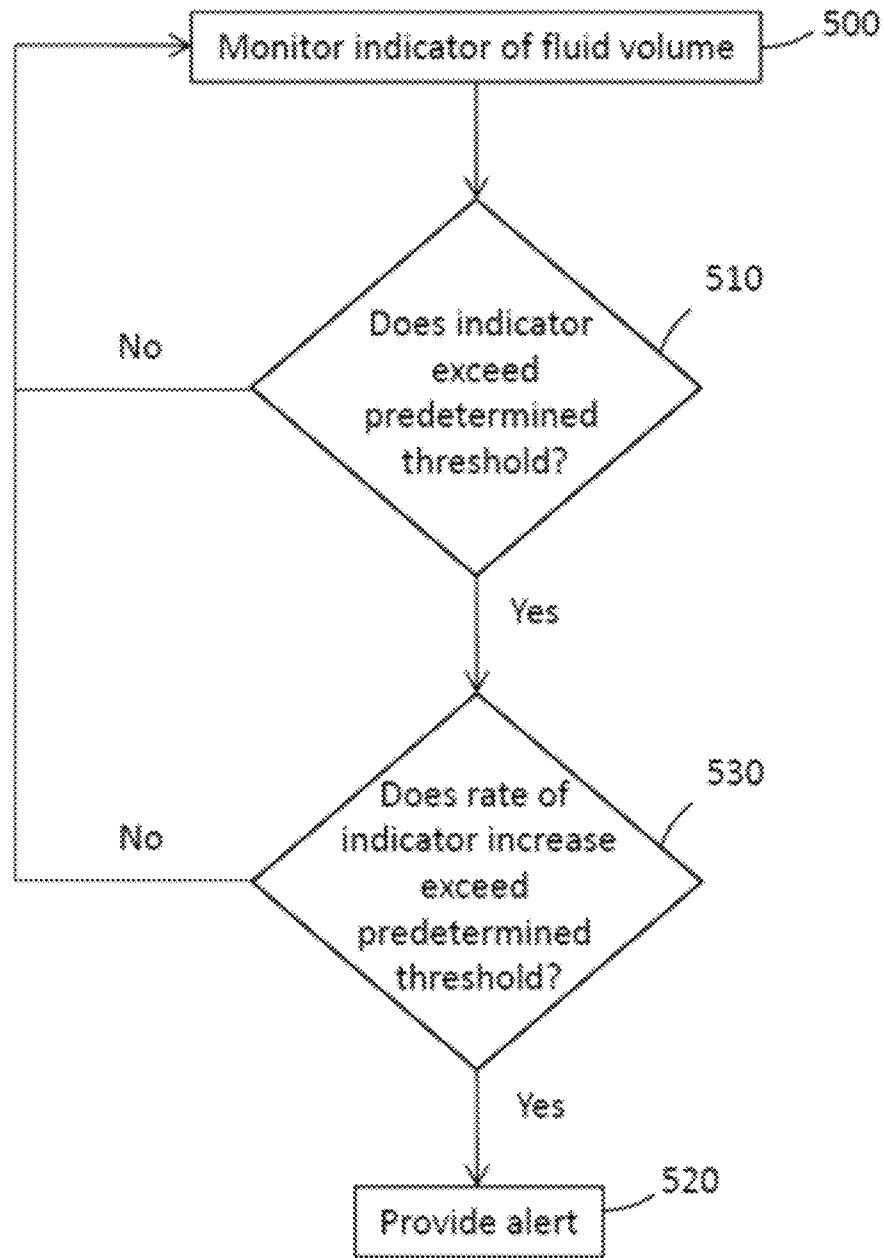 Monitor indicator of fluid volume
500
510
Does indicator
exceed
predetermined
threshold?
No
Yes
530
Does rate of
indicator increase
exceed
predetermined
threshold?
No
Yes
520
Provide alert